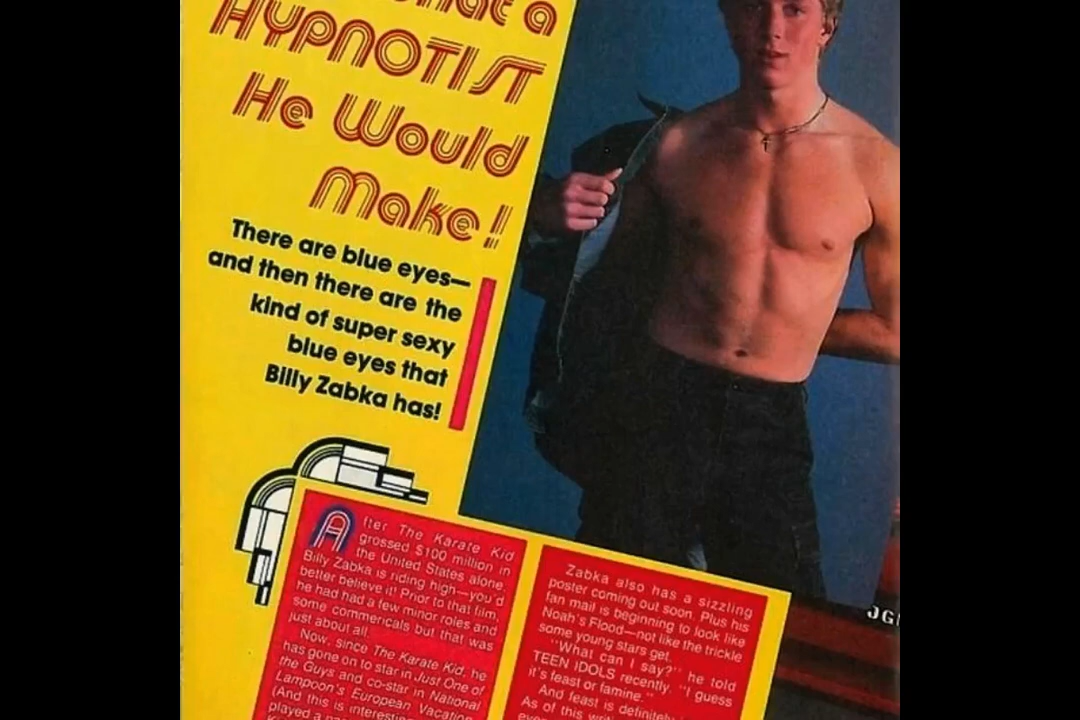 What a
HYPNOTIST
He Would
Make!
There are blue eyes—
and then there are the
kind of super sexy
blue eyes that
Billy Zabka has!
After The Karate Kid
grossed $100 million in
the United States alone,
Billy Zabka is riding high—you'd
better believe it! Prior to that film,
he had had a few minor roles and
some commericals but that was
just about all.
Now, since The Karate Kid, he
has gone on to star in Just One of
the Guys and co-star in National
Lampoon's European Vacation.
(And this is interesting
played a
Zabka also has a sizzling
poster coming out soon. Plus his
fan mail is beginning to look like
Noah's Flood—not like the trickle
some young stars get.
"What can I say?" he told
TEEN IDOLS recently. "I guess
it's feast or famine."
And feast is
As of this
JG